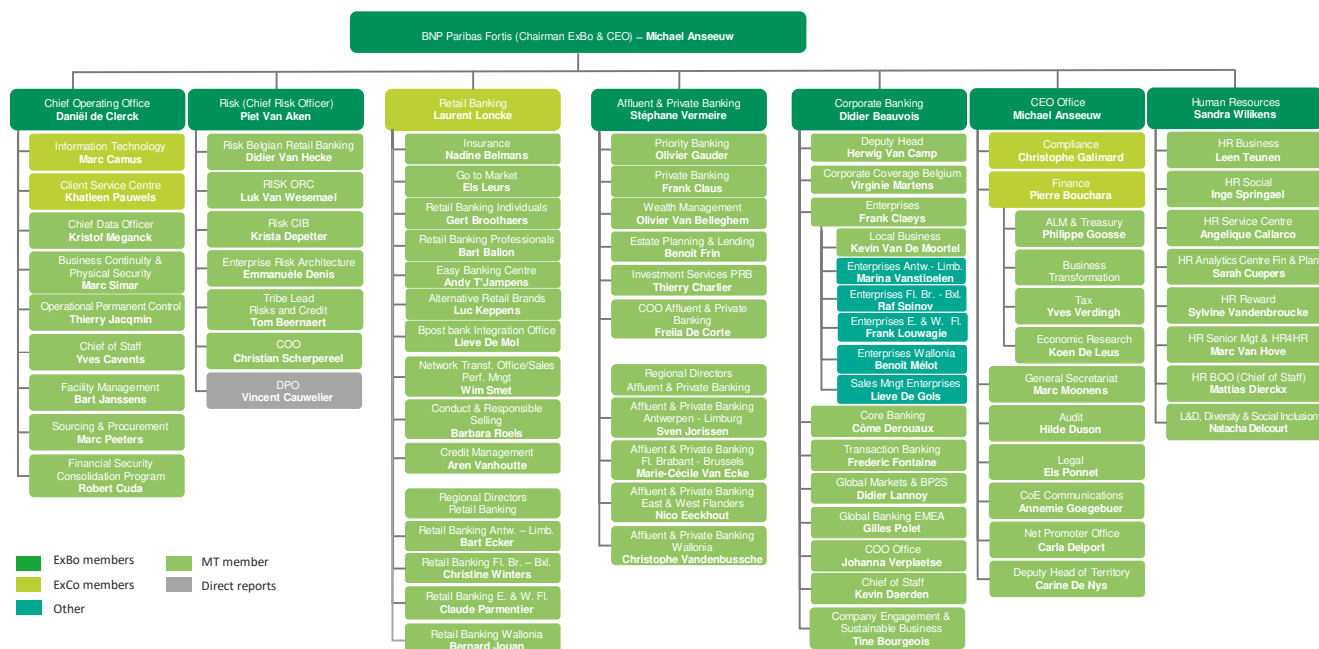 BNP Paribas Fortis (Chairman ExBo & CEO) – Michael Anseeuw
Chief Operating Office
Daniël de Clerck
Information Technology
Marc Camus
Client Service Centre
Khatleen Pauwels
Chief Data Officer
Kristof Meganck
Business Continuity &
Physical Security
Marc Simar
Operational Permanent Control
Thierry Jacqmin
Chief of Staff
Yves Cavents
Facility Management
Bart Janssens
Sourcing & Procurement
Marc Peeters
Financial Security
Consolidation Program
Robert Cuda
Risk (Chief Risk Officer)
Piet Van Aken
Risk Belgian Retail Banking
Didier Van Hecke
RISK ORC
Luk Van Wesemael
Risk CIB
Krista Depetter
Enterprise Risk Architecture
Emmanuèle Denis
Tribe Lead
Risks and Credit
Tom Beernaert
COO
Christian Scherpereel
DPO
Vincent Cauwelier
Retail Banking
Laurent Loncke
Insurance
Nadine Belmans
Go to Market
Els Leurs
Retail Banking Individuals
Gert Broothaers
Retail Banking Professionals
Bart Ballon
Easy Banking Centre
Andy T'Jampens
Alternative Retail Brands
Luc Keppens
Bpost bank Integration Office
Lieve De Mol
Network Transf. Office/Sales
Perf. Mngt
Wim Smet
Conduct & Responsible
Selling
Barbara Roels
Credit Management
Aren Vanhoutte
Regional Directors
Retail Banking
Retail Banking Antw. – Limb.
Bart Ecker
Retail Banking Fl. Br. – Bxl.
Christine Winters
Retail Banking E. & W. Fl.
Claude Parmentier
Retail Banking Wallonia
Bernard Jouan
Affluent & Private Banking
Stéphane Vermeire
Priority Banking
Olivier Gauder
Private Banking
Frank Claus
Wealth Management
Olivier Van Belleghem
Estate Planning & Lending
Benoît Frin
Investment Services PRB
Thierry Charlier
COO Affluent & Private
Banking
Freija De Corte
Regional Directors
Affluent & Private Banking
Affluent & Private Banking
Antwerpen - Limburg
Sven Jorissen
Affluent & Private Banking
Fl. Brabant - Brussels
Marie-Cécile Van Ecke
Affluent & Private Banking
East & West Flanders
Nico Eeckhout
Affluent & Private Banking
Wallonia
Christophe Vandenbussche
Corporate Banking
Didier Beauvois
Deputy Head
Herwig Van Camp
Corporate Coverage Belgium
Virginie Martens
Enterprises
Frank Claeys
Local Business
Kevin Van De Moortel
Enterprises Antw.- Limb.
Marina Vanstipelen
Enterprises Fl. Br. - Bxl.
Raf Spinoy
Enterprises E. & W. Fl.
Frank Louwagie
Enterprises Wallonia
Benoit Mélot
Sales Mngt Enterprises
Lieve De Gols
Core Banking
Côme Derouaux
Transaction Banking
Frederic Fontaine
Global Markets & BP2S
Didier Lannoy
Global Banking EMEA
Gilles Polet
COO Office
Johanna Verplaetse
Chief of Staff
Kevin Daerden
Company Engagement &
Sustainable Business
Tine Bourgeois
CEO Office
Michael Anseeuw
Compliance
Christophe Galimard
Finance
Pierre Bouchara
ALM & Treasury
Philippe Goosse
Business
Transformation
Tax
Yves Verdingh
Economic Research
Koen De Leus
General Secretariat
Marc Moonens
Audit
Hilde Duson
Legal
Els Ponnet
CoE Communications
Annemie Goegebuer
Net Promoter Office
Carla Delport
Deputy Head of Territory
Carine De Nys
Human Resources
Sandra Wilikens
HR Business
Leen Teunen
HR Social
Inge Springael
HR Service Centre
Angelique Callarco
HR Analytics Centre Fin & Plan
Sarah Cuepers
HR Reward
Sylvine Vandenbroucke
HR Senior Mgt & HR4HR
Marc Van Hove
HR BOO (Chief of Staff)
Mattias Dierckx
L&D, Diversity & Social Inclusion
Natacha Delcourt
ExBo members
ExCo members
Other
MT member
Direct reports